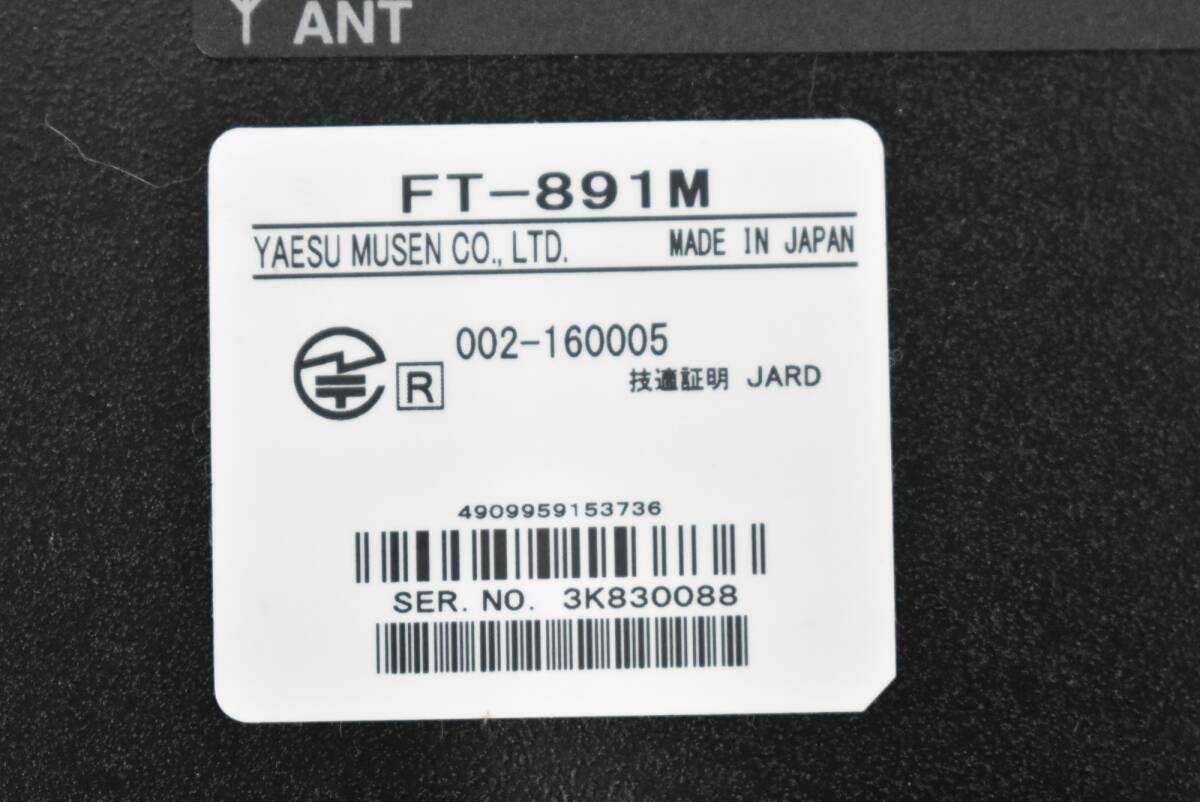 ANT
FT-891M
YAESU MUSEN CO., LTD. MADE IN JAPAN
R 002-160005
技適証明 JARD
4909959153736
SER. NO. 3K830088